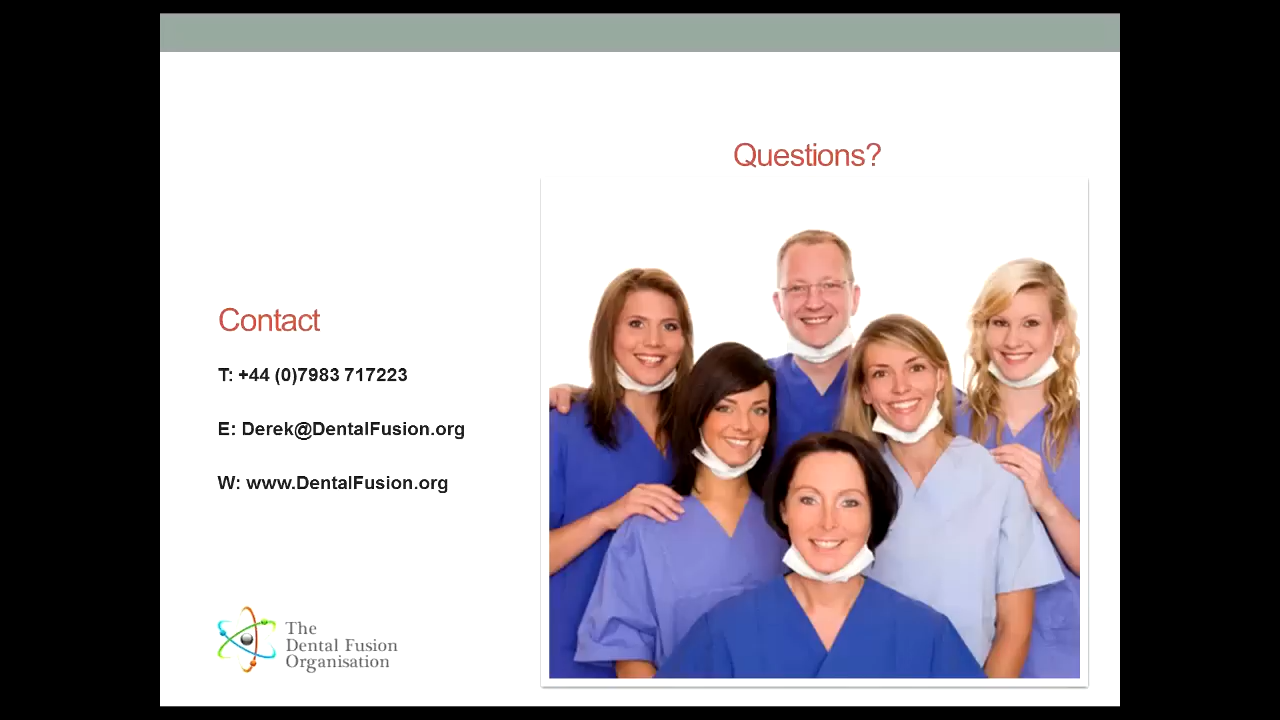 Questions?
Contact
T: +44 (0)7983 717223
E: Derek@DentalFusion.org
W: www.DentalFusion.org
The
Dental Fusion
Organisation